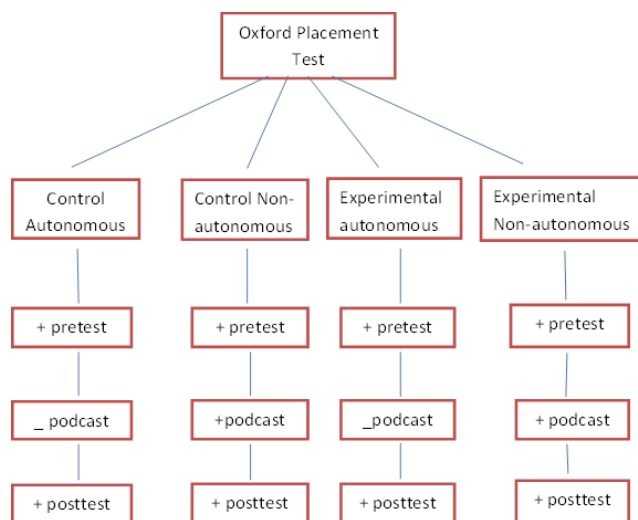 Oxford Placement
Test
Control
Autonomous
Control Non-
autonomous
Experimental
autonomous
Experimental
Non-autonomous
+ pretest
+ pretest
+ pretest
+ pretest
_ podcast
+podcast
_podcast
+ podcast
+ posttest
+ posttest
+ posttest
+ posttest